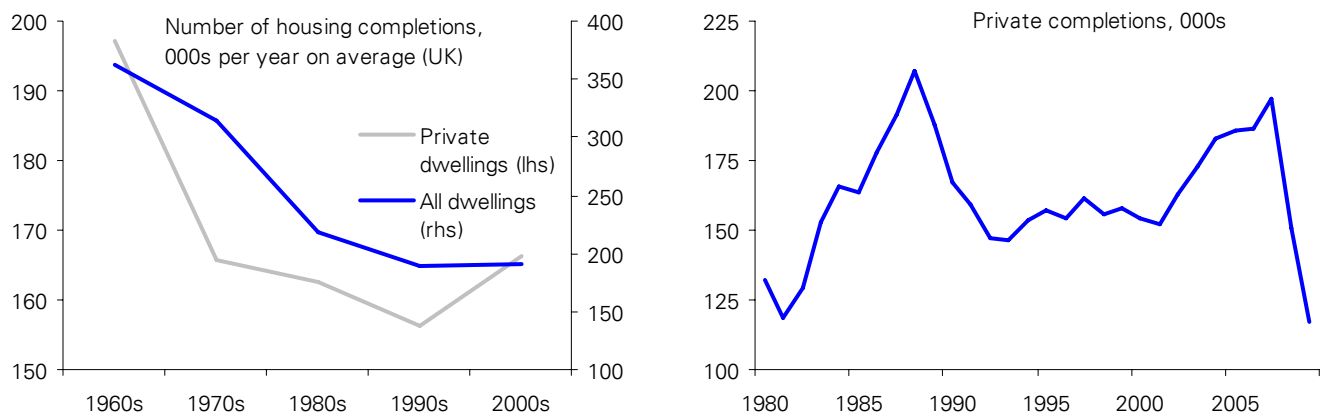 Number of housing completions,
000s per year on average (UK)
200
190
180
170
160
150
400
350
300
250
200
150
100
Private
dwellings (lhs)
All dwellings
(rhs)
1960s 1970s 1980s 1990s 2000s
Private completions, 000s
225
200
175
150
125
100
1980 1985 1990 1995 2000 2005